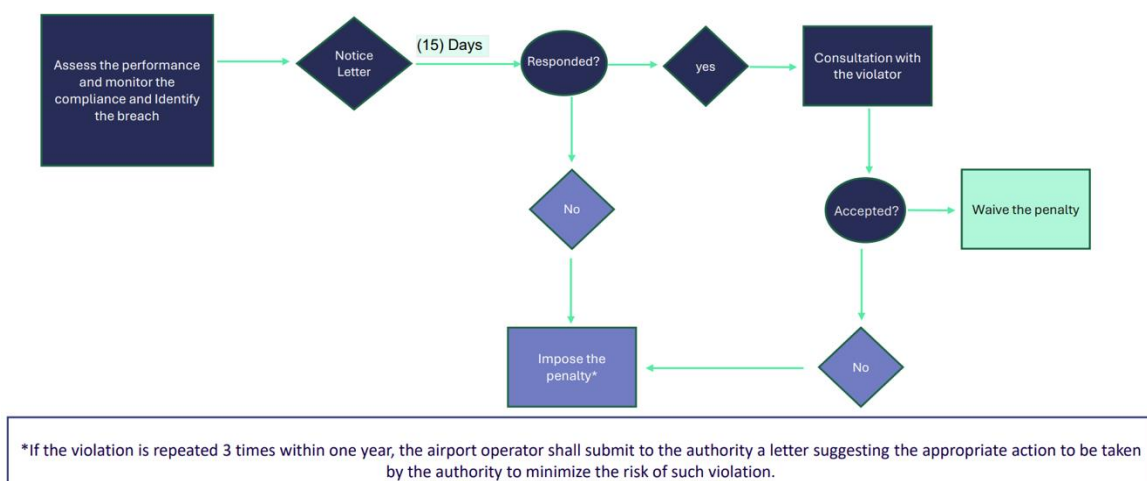 Assess the performance
and monitor the
compliance and Identify
the breach
Notice
Letter
(15) Days
Responded?
yes
Consultation with
the violator
No
Accepted?
Waive the penalty
Impose the
penalty*
No
*If the violation is repeated 3 times within one year, the airport operator shall submit to the authority a letter suggesting the appropriate action to be taken
by the authority to minimize the risk of such violation.